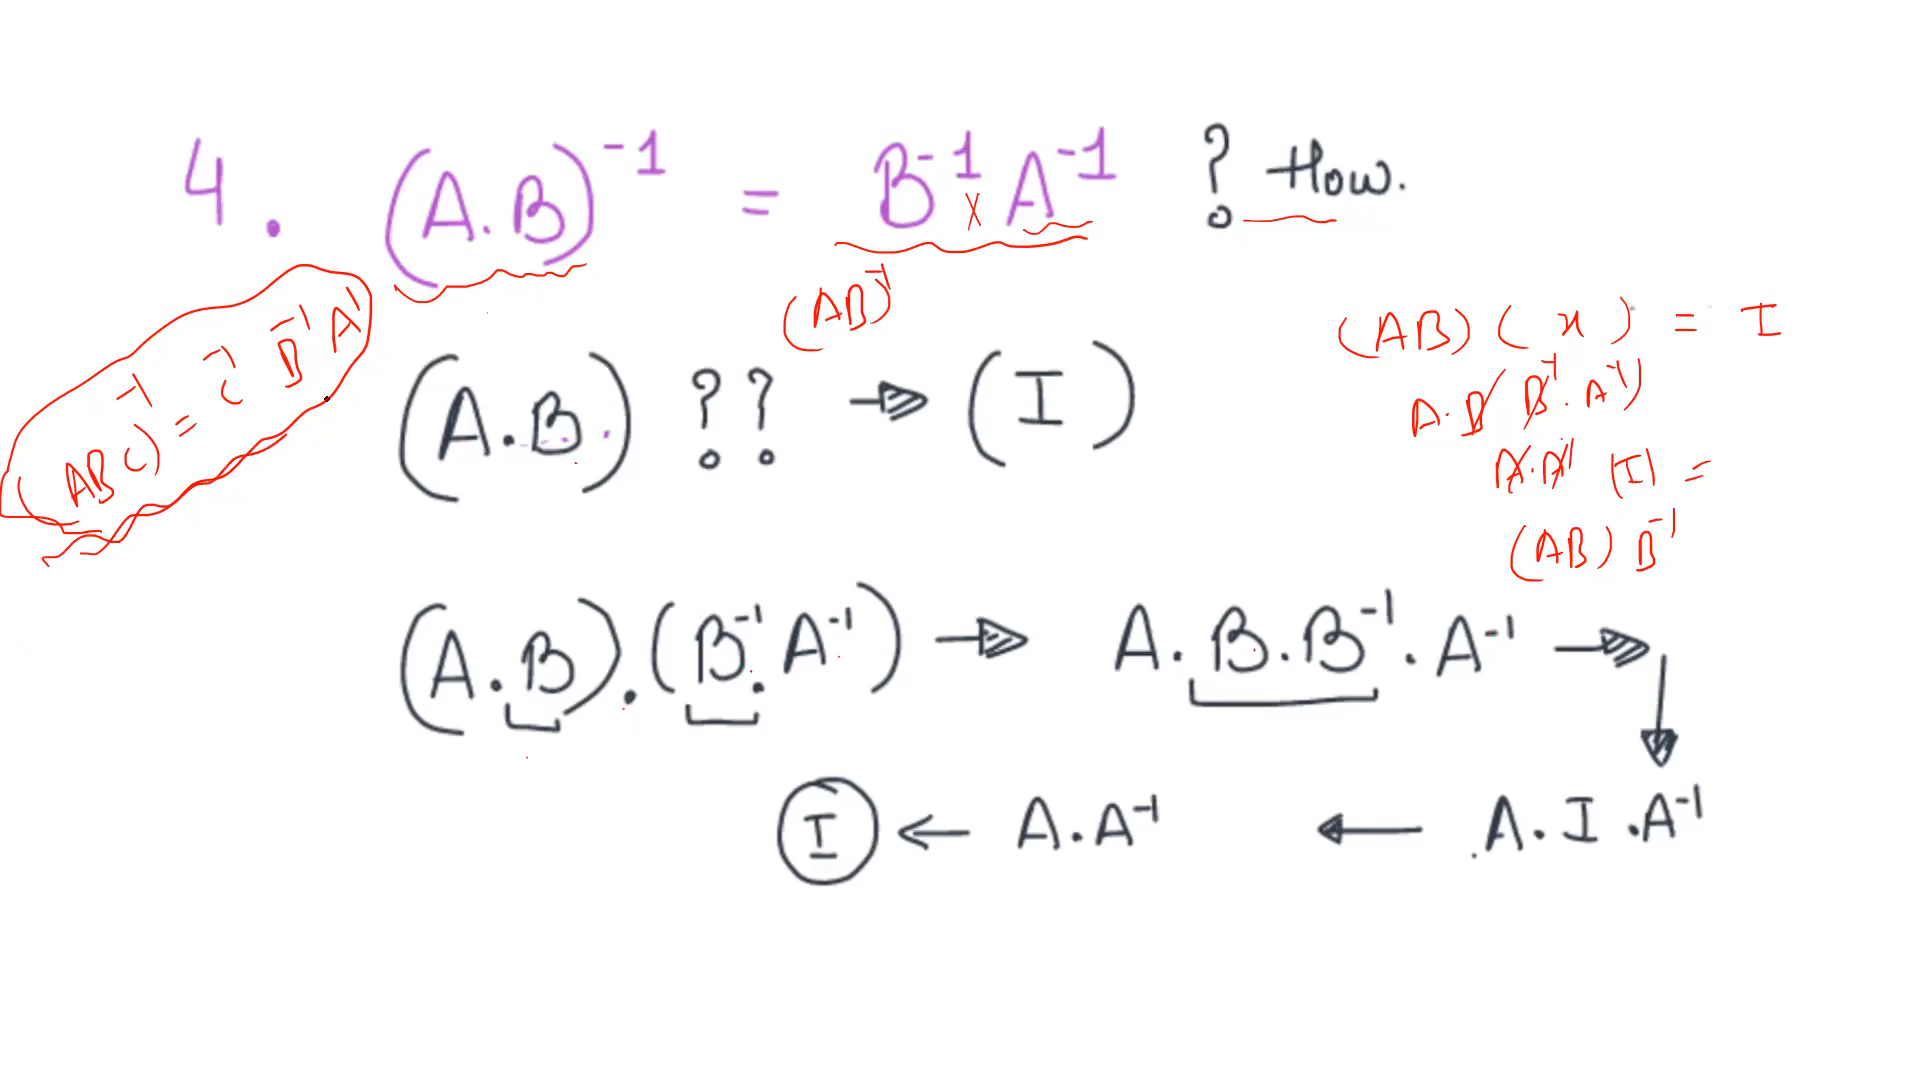 4. (A.B)⁻¹ = B⁻¹ x A⁻¹ ? How.
(AB)⁻¹
(ABC)⁻¹ = C⁻¹ B⁻¹ A⁻¹
(A.B) ?? → (I)
(AB) (x) = I
A.B B⁻¹.A⁻¹)
A.A⁻¹ (I) =
(AB) B⁻¹
(A.B).(B⁻¹.A⁻¹) → A.B.B⁻¹.A⁻¹ →
I ← A.A⁻¹ ← A.I.A⁻¹